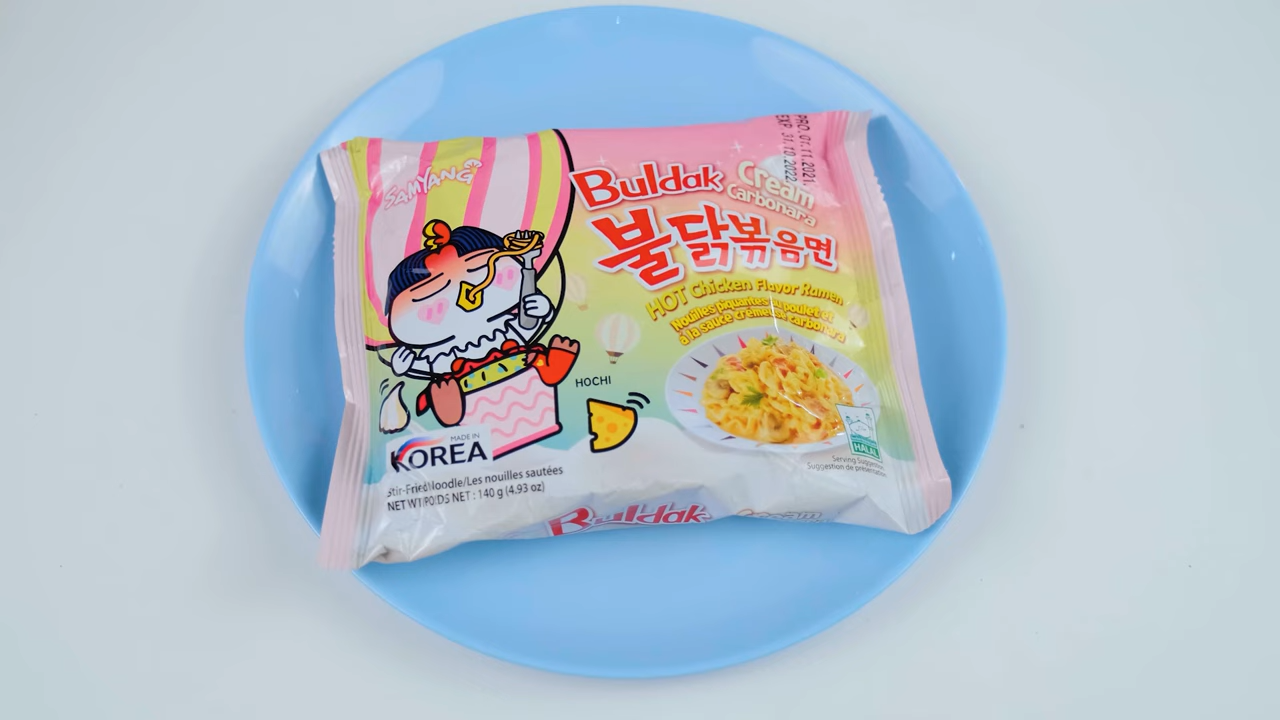 SAMYANG
Buldak
Cream
Carbonara
불닭볶음면
HOT Chicken Flavor Ramen
Nouilles piquantes au poulet et
à la sauce crémeuse carbonara
PRO. 01.11.2021.
EXP 31.10.2022
HOCHI
MADE IN
KOREA
Stir-Fried Noodle/Les nouilles sautées
NET WT/POIDS NET : 140 g (4.93 oz)
HALAL
Serving Suggestion
Suggestion de présentation
Buldak
Cream